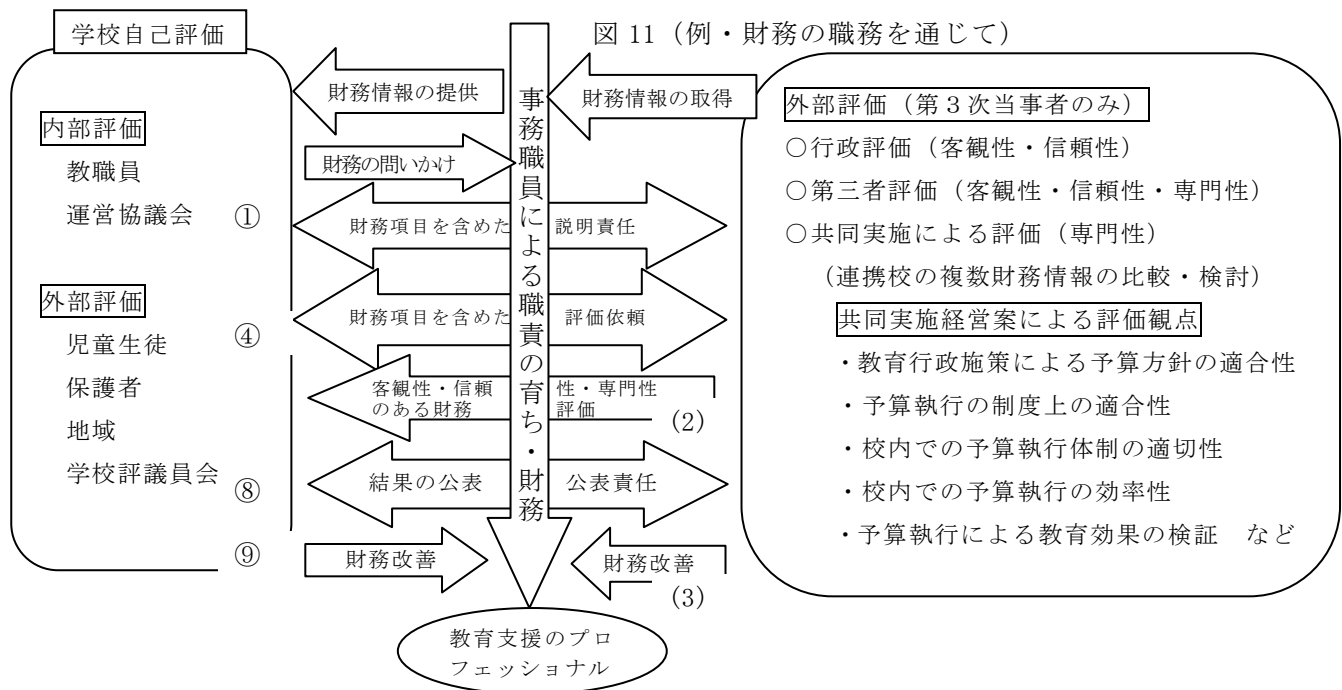 図 11（例・財務の職務を通じて）
学校自己評価
内部評価
教職員
運営協議会
①
外部評価
④
児童生徒
保護者
地域
学校評議員会
⑧
⑨
財務情報の提供
財務情報の取得
財務の問いかけ
財務項目を含めた 説明責任
財務項目を含めた 評価依頼
客観性・信頼性・専門性
のある財務評価
(2)
結果の公表 公表責任
財務改善
財務改善
(3)
事務職員による職責の育ち・財務
教育支援のプロ
フェッショナル
外部評価（第３次当事者のみ）
○行政評価（客観性・信頼性）
○第三者評価（客観性・信頼性・専門性）
○共同実施による評価（専門性）
（連携校の複数財務情報の比較・検討）
共同実施経営案による評価観点
・教育行政施策による予算方針の適合性
・予算執行の制度上の適合性
・校内での予算執行体制の適切性
・校内での予算執行の効率性
・予算執行による教育効果の検証　など